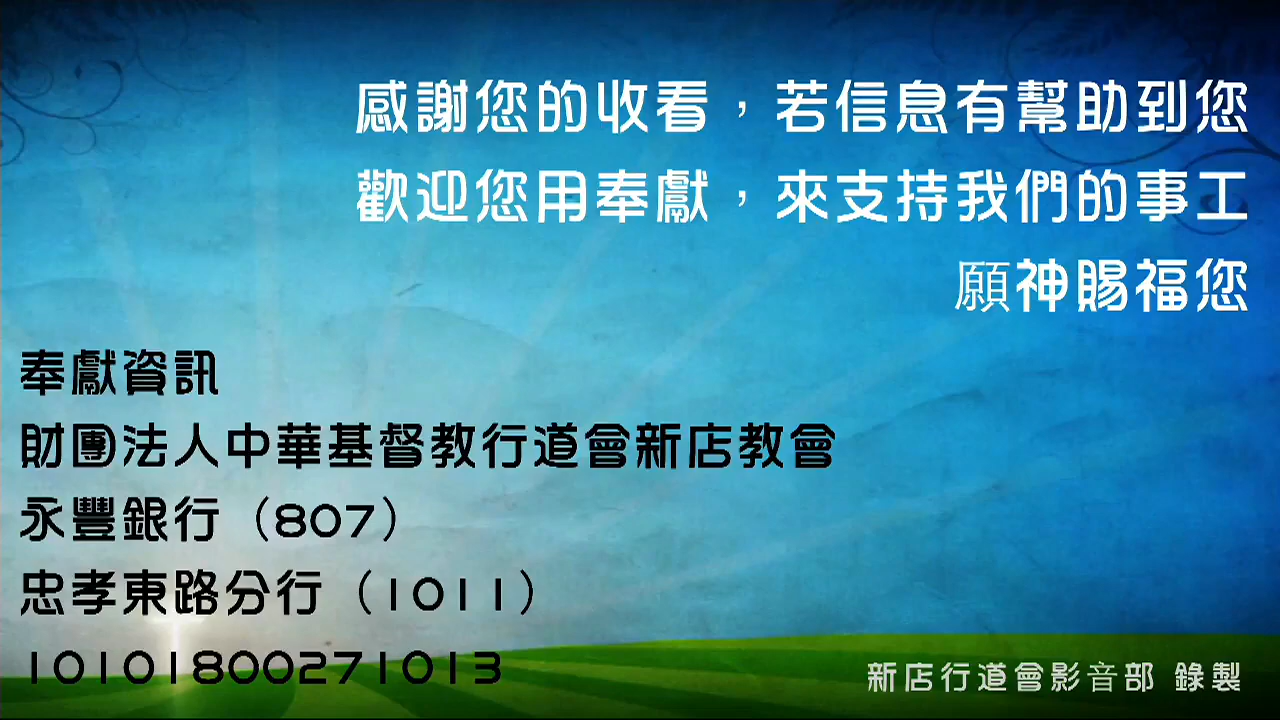 感謝您的收看，若信息有幫助到您
歡迎您用奉獻，來支持我們的事工
願神賜福您
奉獻資訊
財團法人中華基督教行道會新店教會
永豐銀行（807）
忠孝東路分行（1011）
10101800271013
新店行道會影音部 錄製